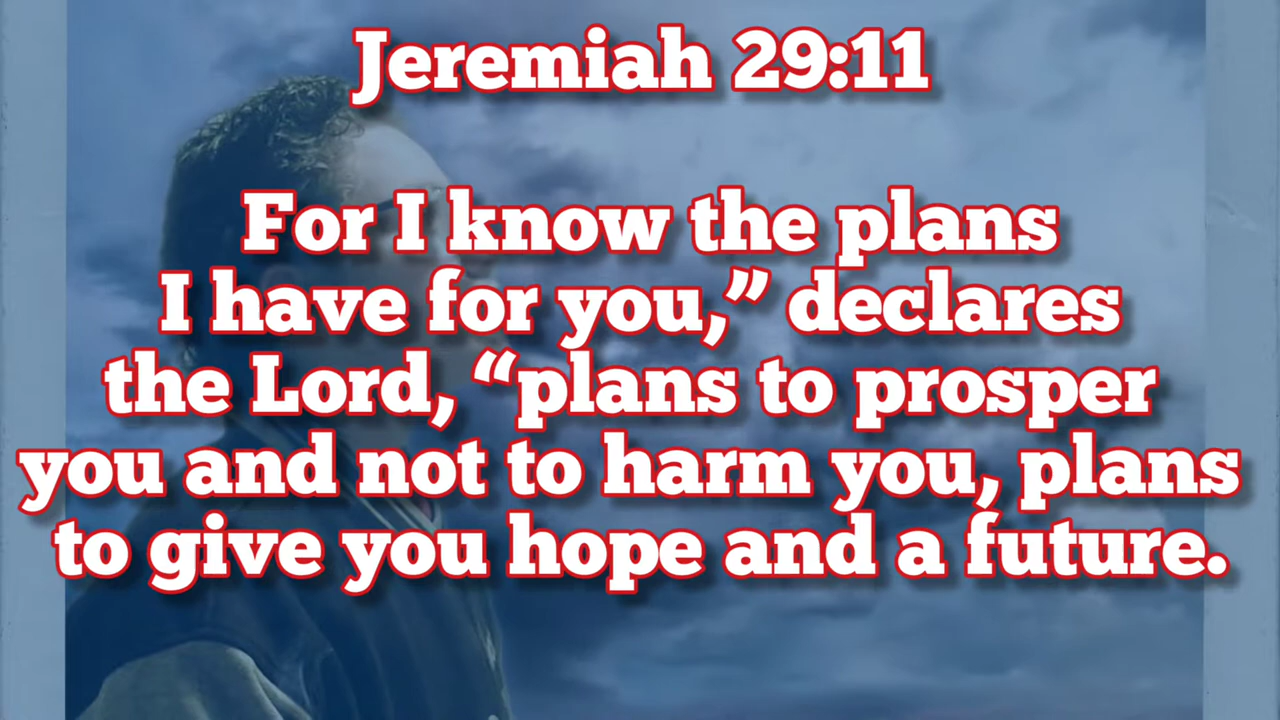 Jeremiah 29:11
For I know the plans
I have for you,” declares
the Lord, “plans to prosper
you and not to harm you, plans
to give you hope and a future.